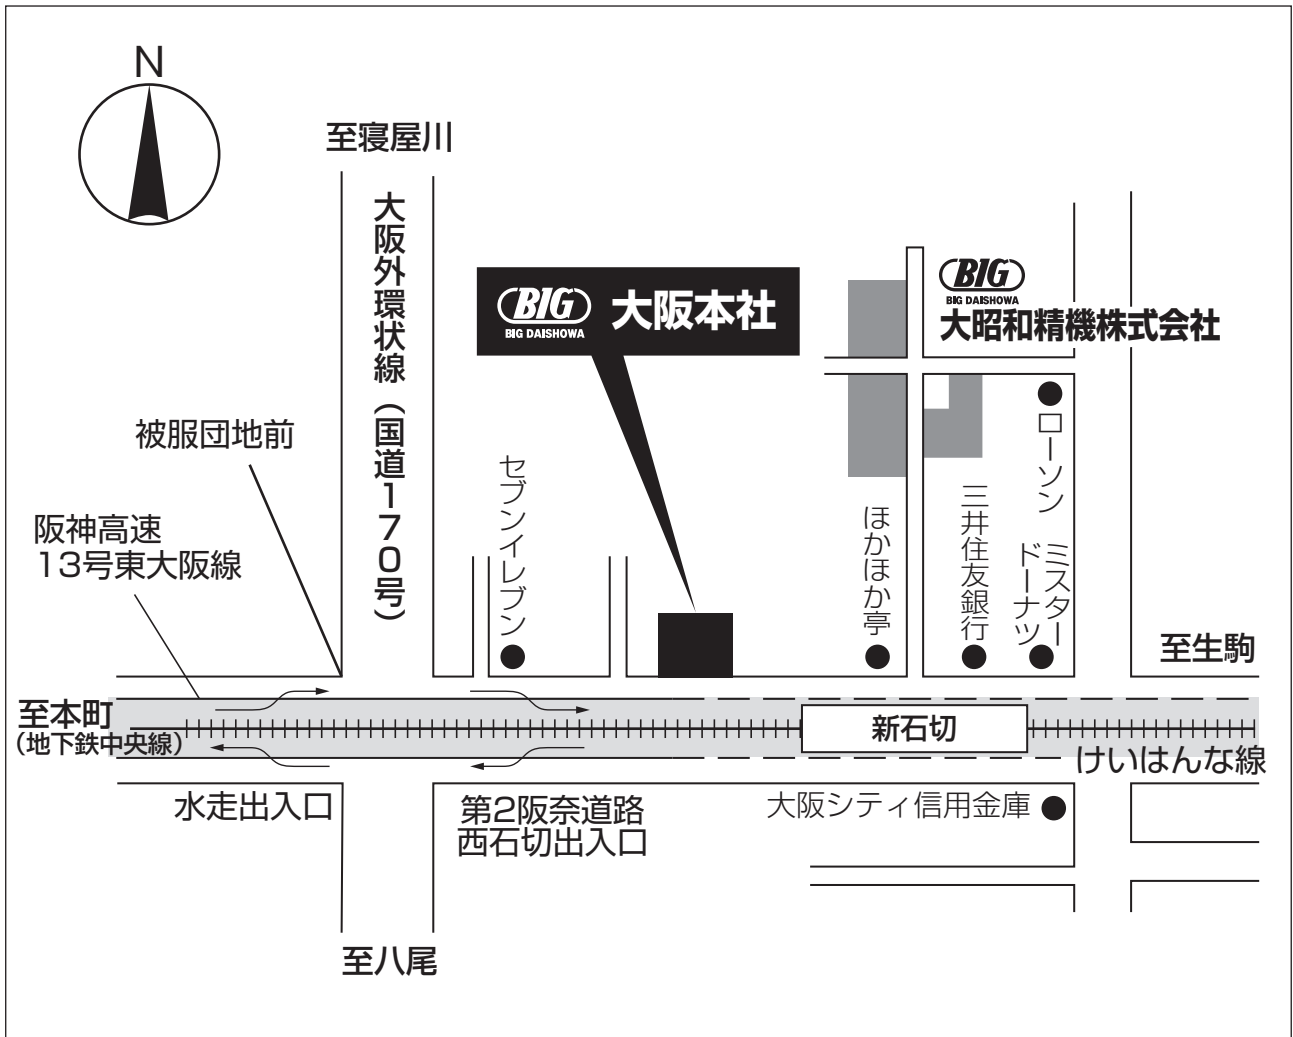 N
至寝屋川
大阪外環状線（国道170号）
BIG
BIG DAISHOWA
大阪本社
BIG
BIG DAISHOWA
大昭和精機株式会社
被服団地前
阪神高速
13号東大阪線
セブンイレブン
ほかほか亭
三井住友銀行
ローソン
ミスター
ドーナツ
至生駒
至本町
（地下鉄中央線）
新石切
けいはんな線
水走出入口
第2阪奈道路
西石切出入口
大阪シティ信用金庫
至八尾